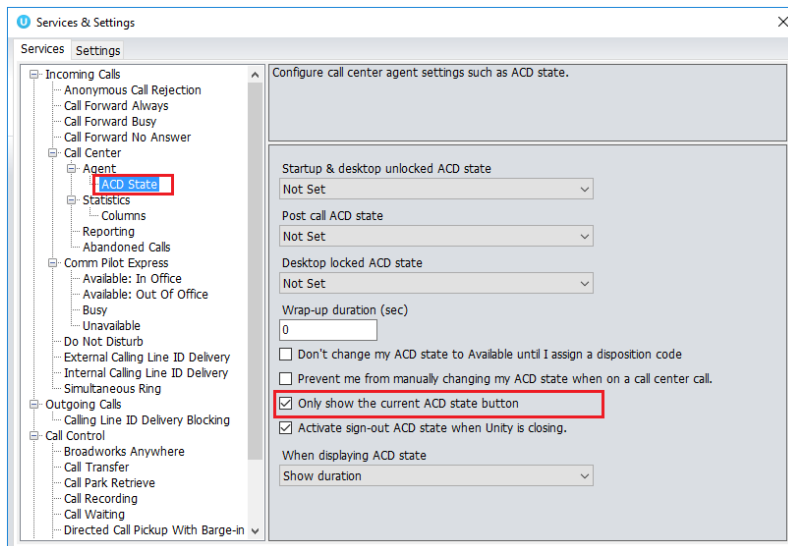 Services & Settings
Services Settings
Incoming Calls
Anonymous Call Rejection
Call Forward Always
Call Forward Busy
Call Forward No Answer
Call Center
Agent
ACD State
Statistics
Columns
Reporting
Abandoned Calls
Comm Pilot Express
Available: In Office
Available: Out Of Office
Busy
Unavailable
Do Not Disturb
External Calling Line ID Delivery
Internal Calling Line ID Delivery
Simultaneous Ring
Outgoing Calls
Calling Line ID Delivery Blocking
Call Control
Broadworks Anywhere
Call Transfer
Call Park Retrieve
Call Recording
Call Waiting
Directed Call Pickup With Barge-in
Configure call center agent settings such as ACD state.
Startup & desktop unlocked ACD state
Not Set
Post call ACD state
Not Set
Desktop locked ACD state
Not Set
Wrap-up duration (sec)
0
Don't change my ACD state to Available until I assign a disposition code
Prevent me from manually changing my ACD state when on a call center call.
Only show the current ACD state button
Activate sign-out ACD state when Unity is closing.
When displaying ACD state
Show duration